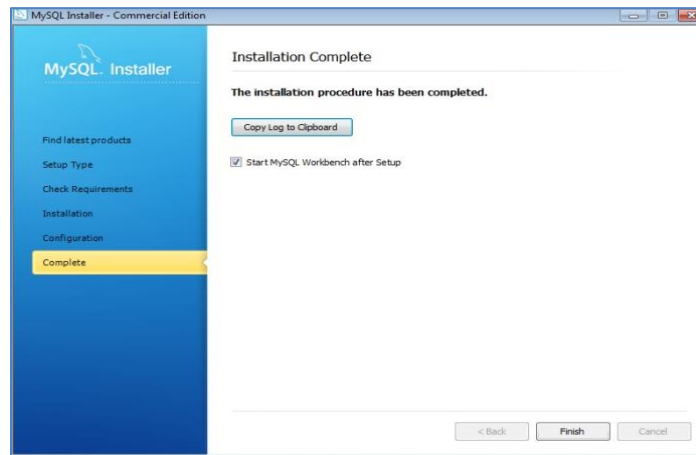 MySQL Installer - Commercial Edition
MySQL. Installer
Find latest products
Setup Type
Check Requirements
Installation
Configuration
Complete
Installation Complete
The installation procedure has been completed.
Copy Log to Clipboard
Start MySQL Workbench after Setup
< Back
Finish
Cancel